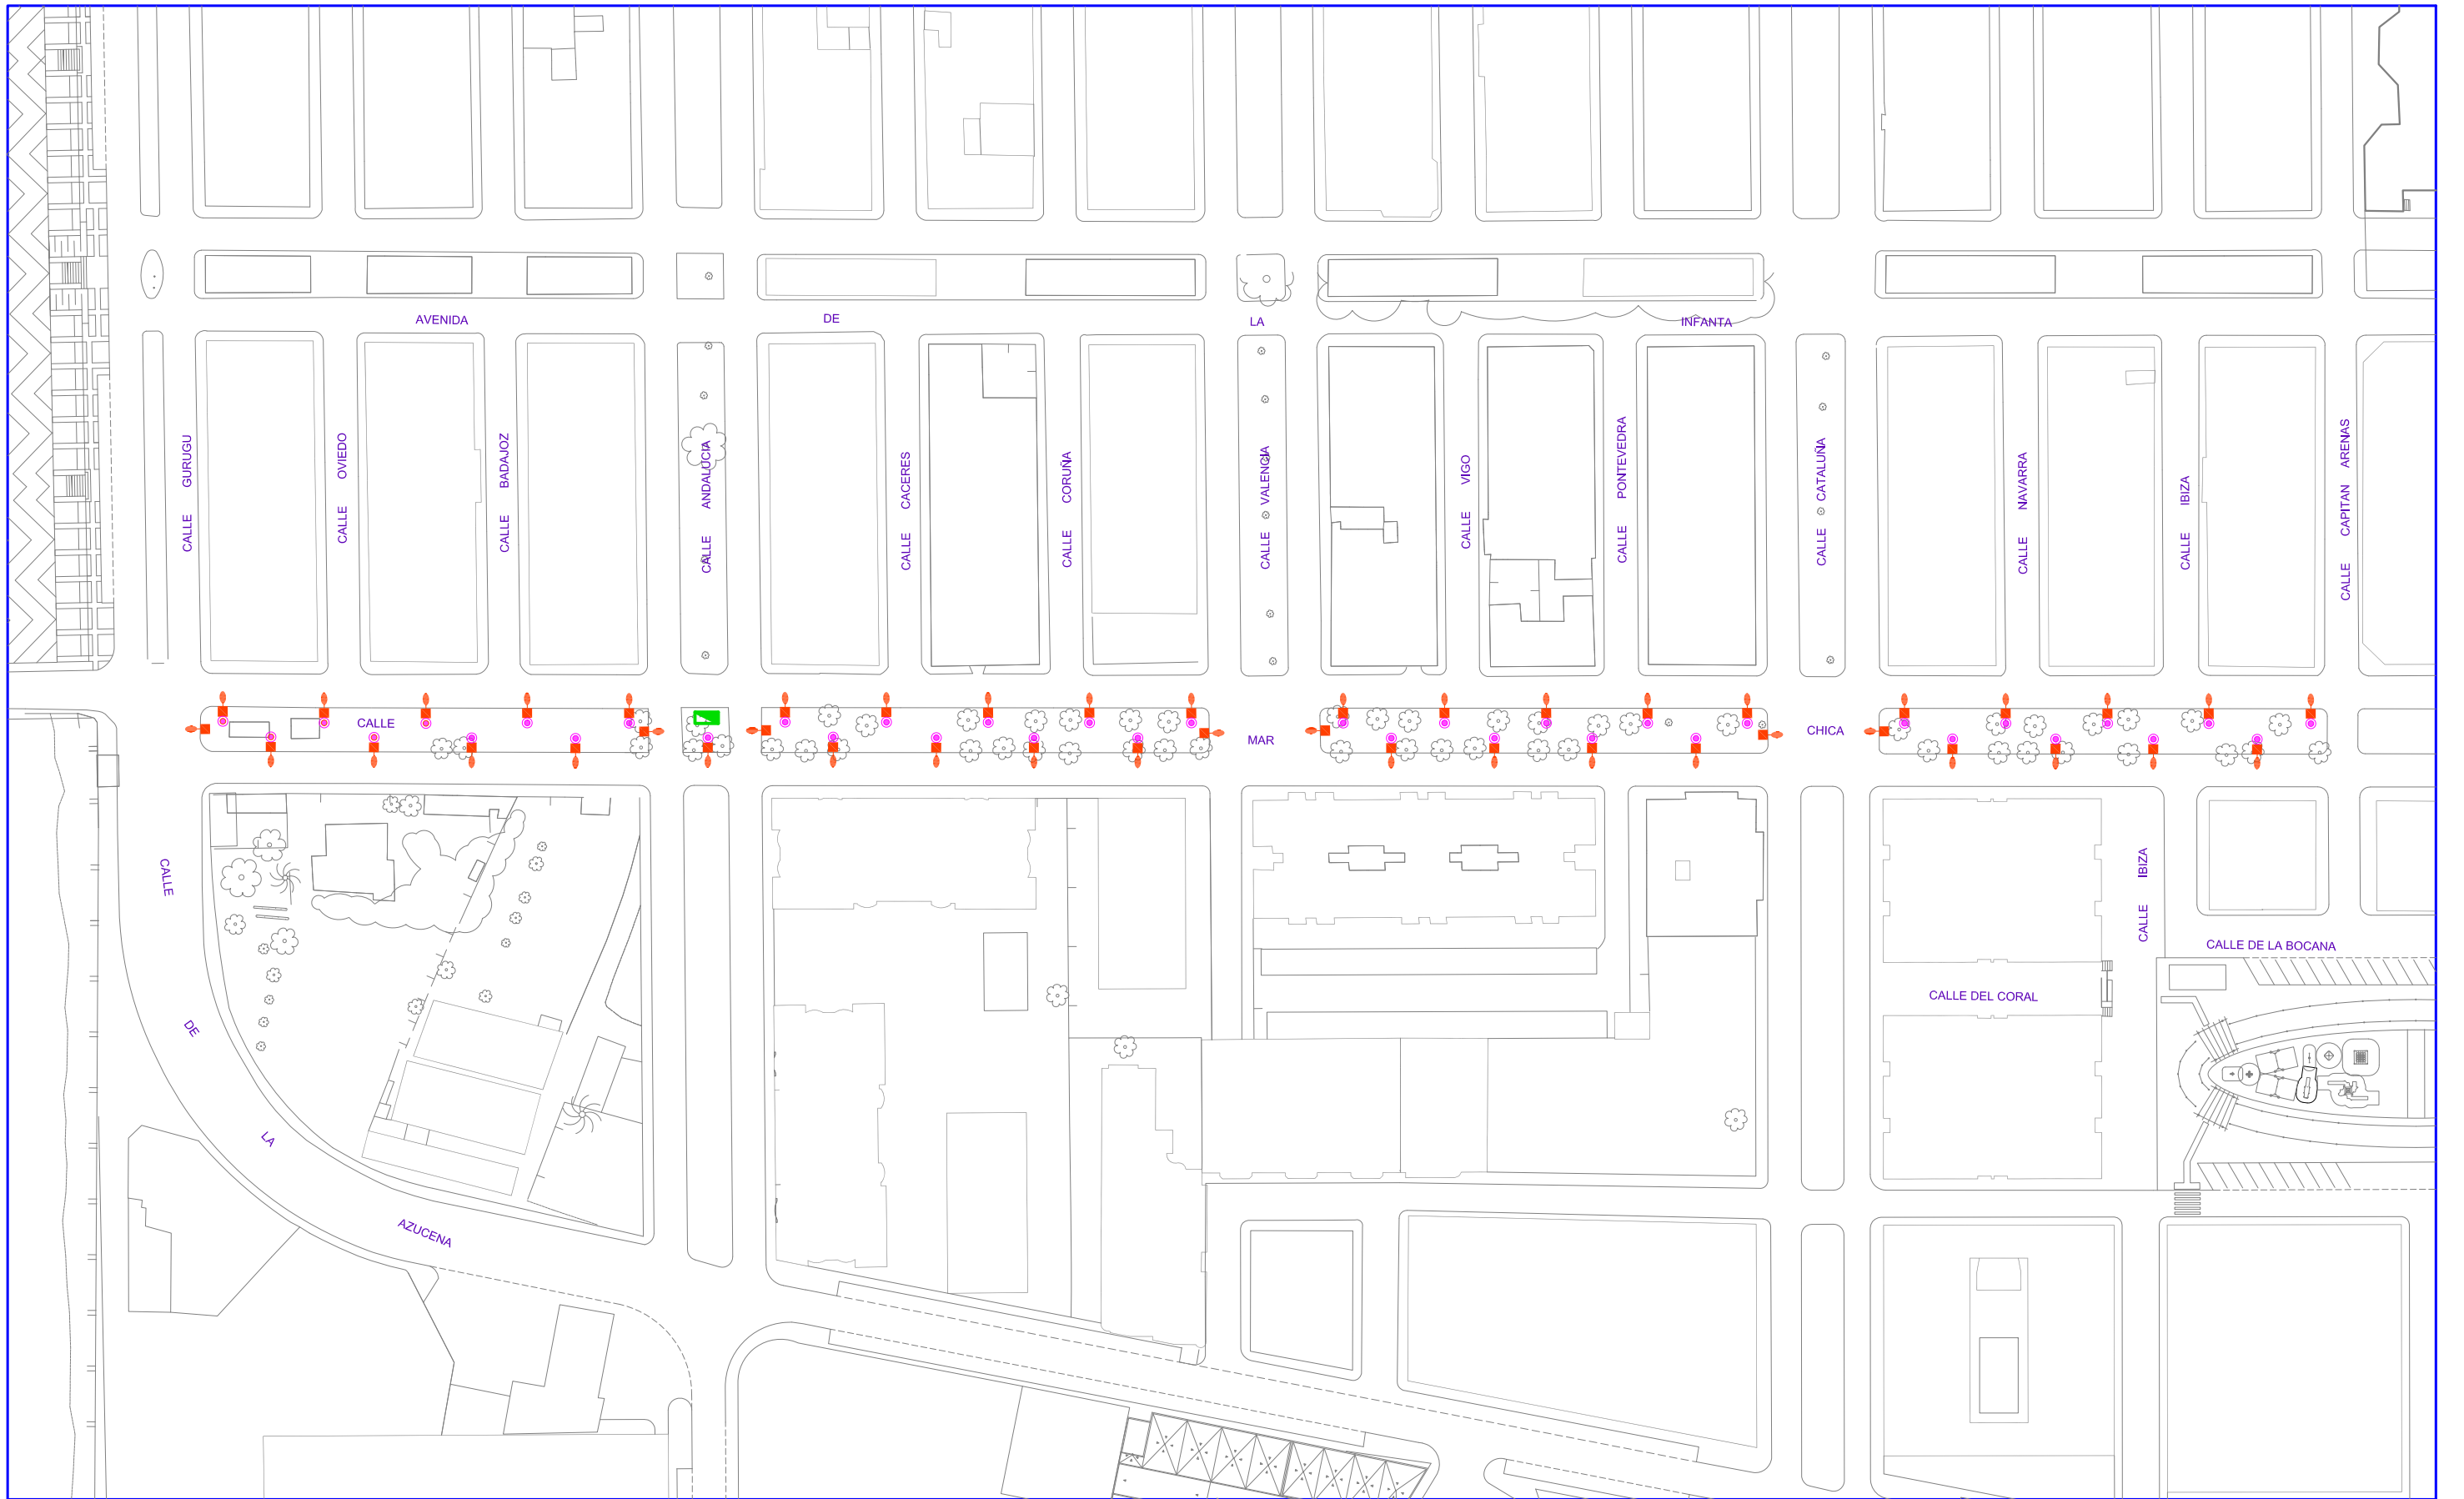 AVENIDA DE LA INFANTA
CALLE GURUGU
CALLE OVIEDO
CALLE BADAJOZ
CALLE ANDALUCIA
CALLE CACERES
CALLE CORUÑA
CALLE VALENCIA
CALLE VIGO
CALLE PONTEVEDRA
CALLE CATALUÑA
CALLE NAVARRA
CALLE IBIZA
CALLE CAPITAN ARENAS
CALLE MAR CHICA
CALLE DE LA AZUCENA
CALLE IBIZA
CALLE DE LA BOCANA
CALLE DEL CORAL